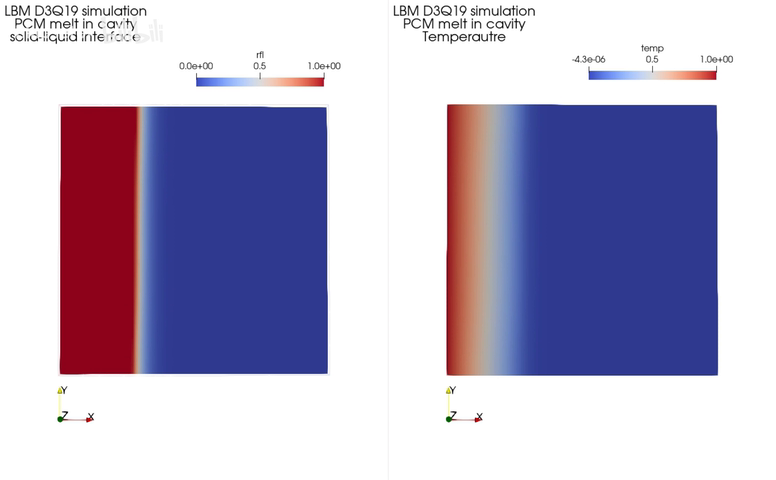 LBM D3Q19 simulation
PCM melt in cavity
solid-liquid interface
rfl
0.0e+00 0.5 1.0e+00
Y
Z X
LBM D3Q19 simulation
PCM melt in cavity
Temperautre
temp
-4.3e-06 0.5 1.0e+00
Y
Z X